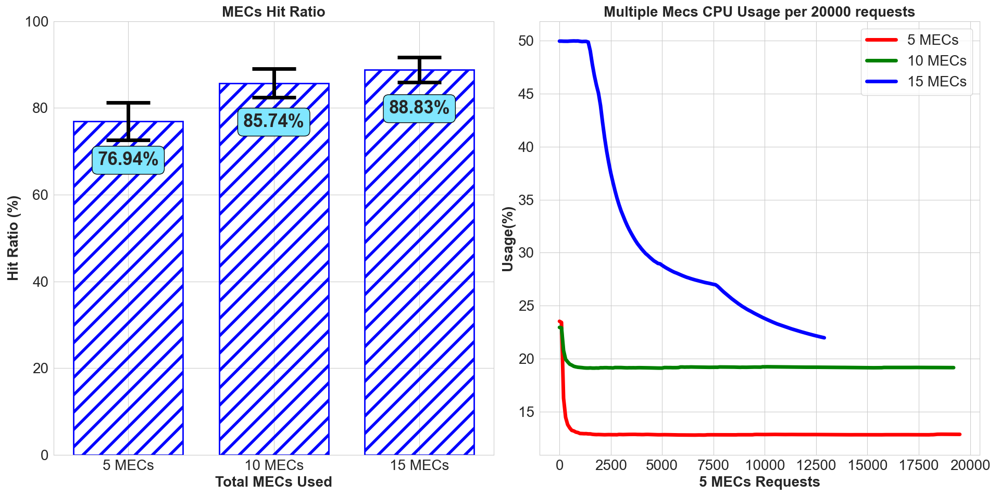 MECs Hit Ratio
Hit Ratio (%)
100
80
60
40
20
0
76.94%
85.74%
88.83%
5 MECs
10 MECs
15 MECs
Total MECs Used
Multiple Mecs CPU Usage per 20000 requests
Usage(%)
50
45
40
35
30
25
20
15
5 MECs
10 MECs
15 MECs
0
2500
5000
7500
10000
12500
15000
17500
20000
5 MECs Requests